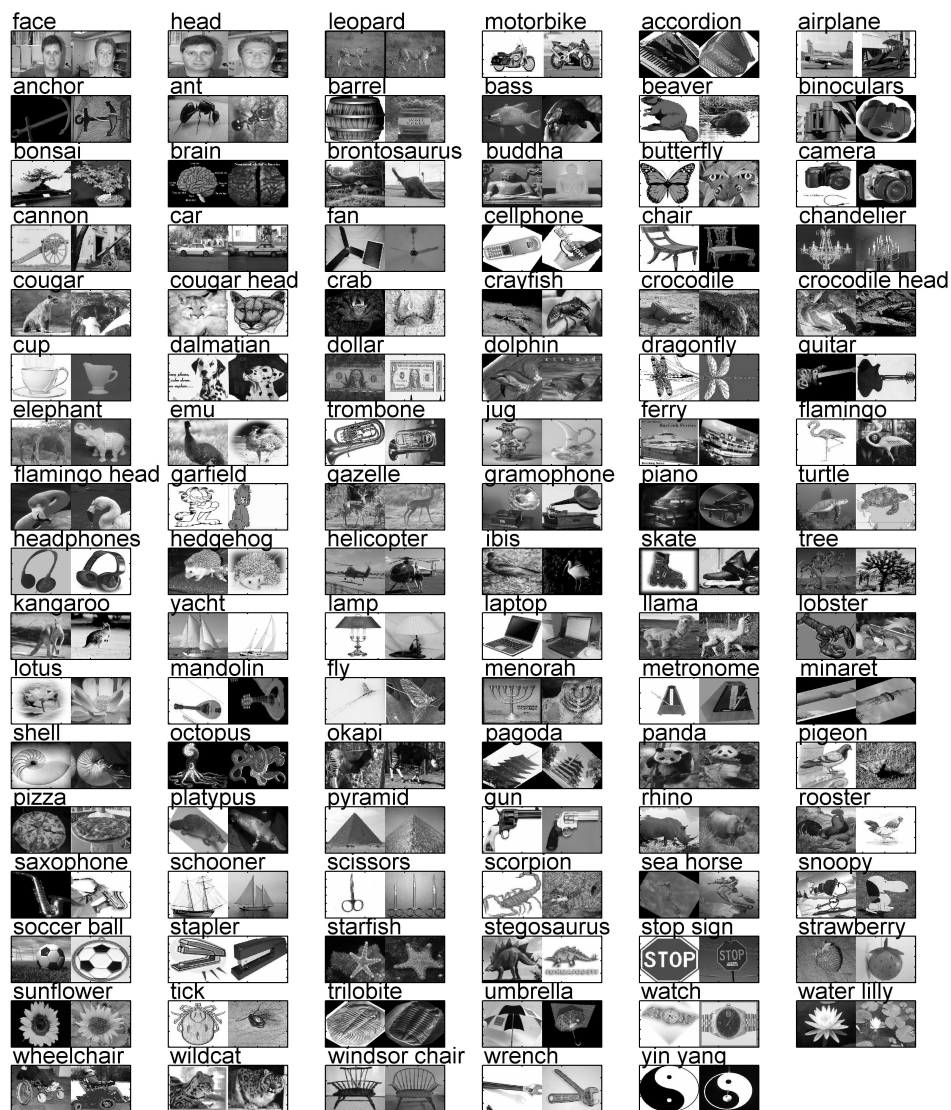 face head leopard motorbike accordion airplane
anchor ant barrel bass beaver binoculars
bonsai brain brontosaurus buddha butterfly camera
cannon car fan cellphone chair chandelier
cougar cougar head crab crayfish crocodile crocodile head
cup dalmatian dollar dolphin dragonfly guitar
elephant emu trombone jug ferry flamingo
flamingo head garfield gazelle gramophone piano turtle
headphones hedgehog helicopter ibis skate tree
kangaroo yacht lamp laptop llama lobster
lotus mandolin fly menorah metronome minaret
shell octopus okapi pagoda panda pigeon
pizza platypus pyramid gun rhino rooster
saxophone schooner scissors scorpion sea horse snoopy
soccer ball stapler starfish stegosaurus stop sign strawberry
STOP STOP
sunflower tick trilobite umbrella watch water lilly
wheelchair wildcat windsor chair wrench yin yang